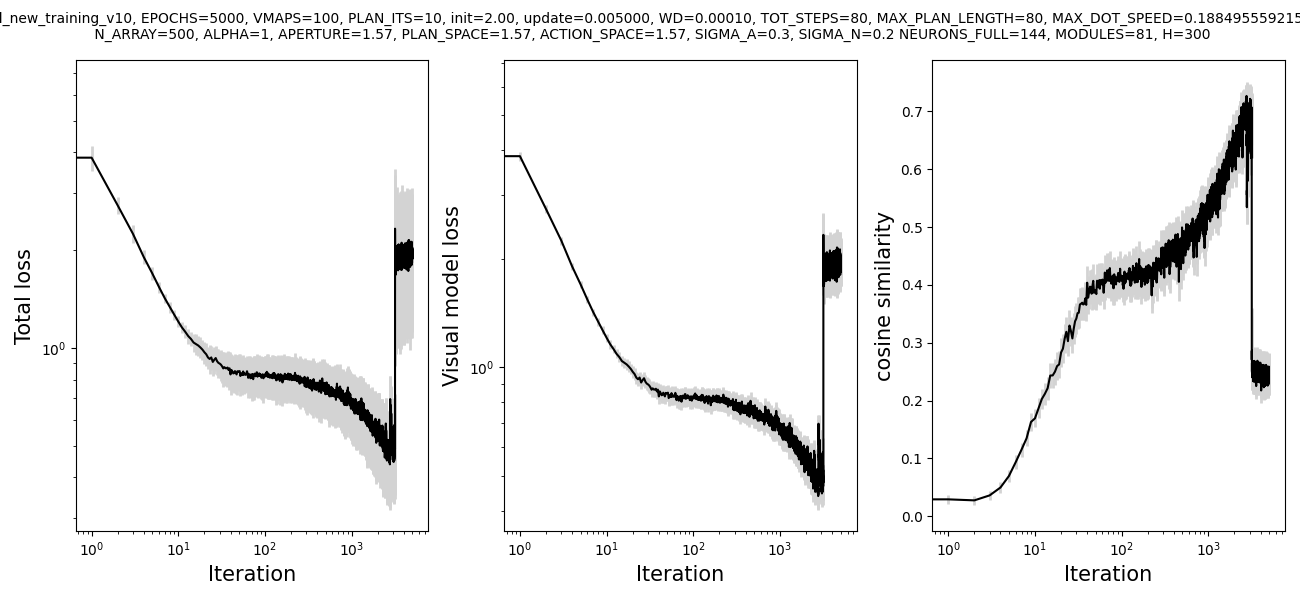 l_new_training_v10, EPOCHS=5000, VMAPS=100, PLAN_ITS=10, init=2.00, update=0.005000, WD=0.00010, TOT_STEPS=80, MAX_PLAN_LENGTH=80, MAX_DOT_SPEED=0.188495559215
N_ARRAY=500, ALPHA=1, APERTURE=1.57, PLAN_SPACE=1.57, ACTION_SPACE=1.57, SIGMA_A=0.3, SIGMA_N=0.2 NEURONS_FULL=144, MODULES=81, H=300
Total loss
10⁰
10⁰ 10¹ 10² 10³
Iteration
Visual model loss
10⁰
10⁰ 10¹ 10² 10³
Iteration
cosine similarity
0.7
0.6
0.5
0.4
0.3
0.2
0.1
0.0
10⁰ 10¹ 10² 10³
Iteration